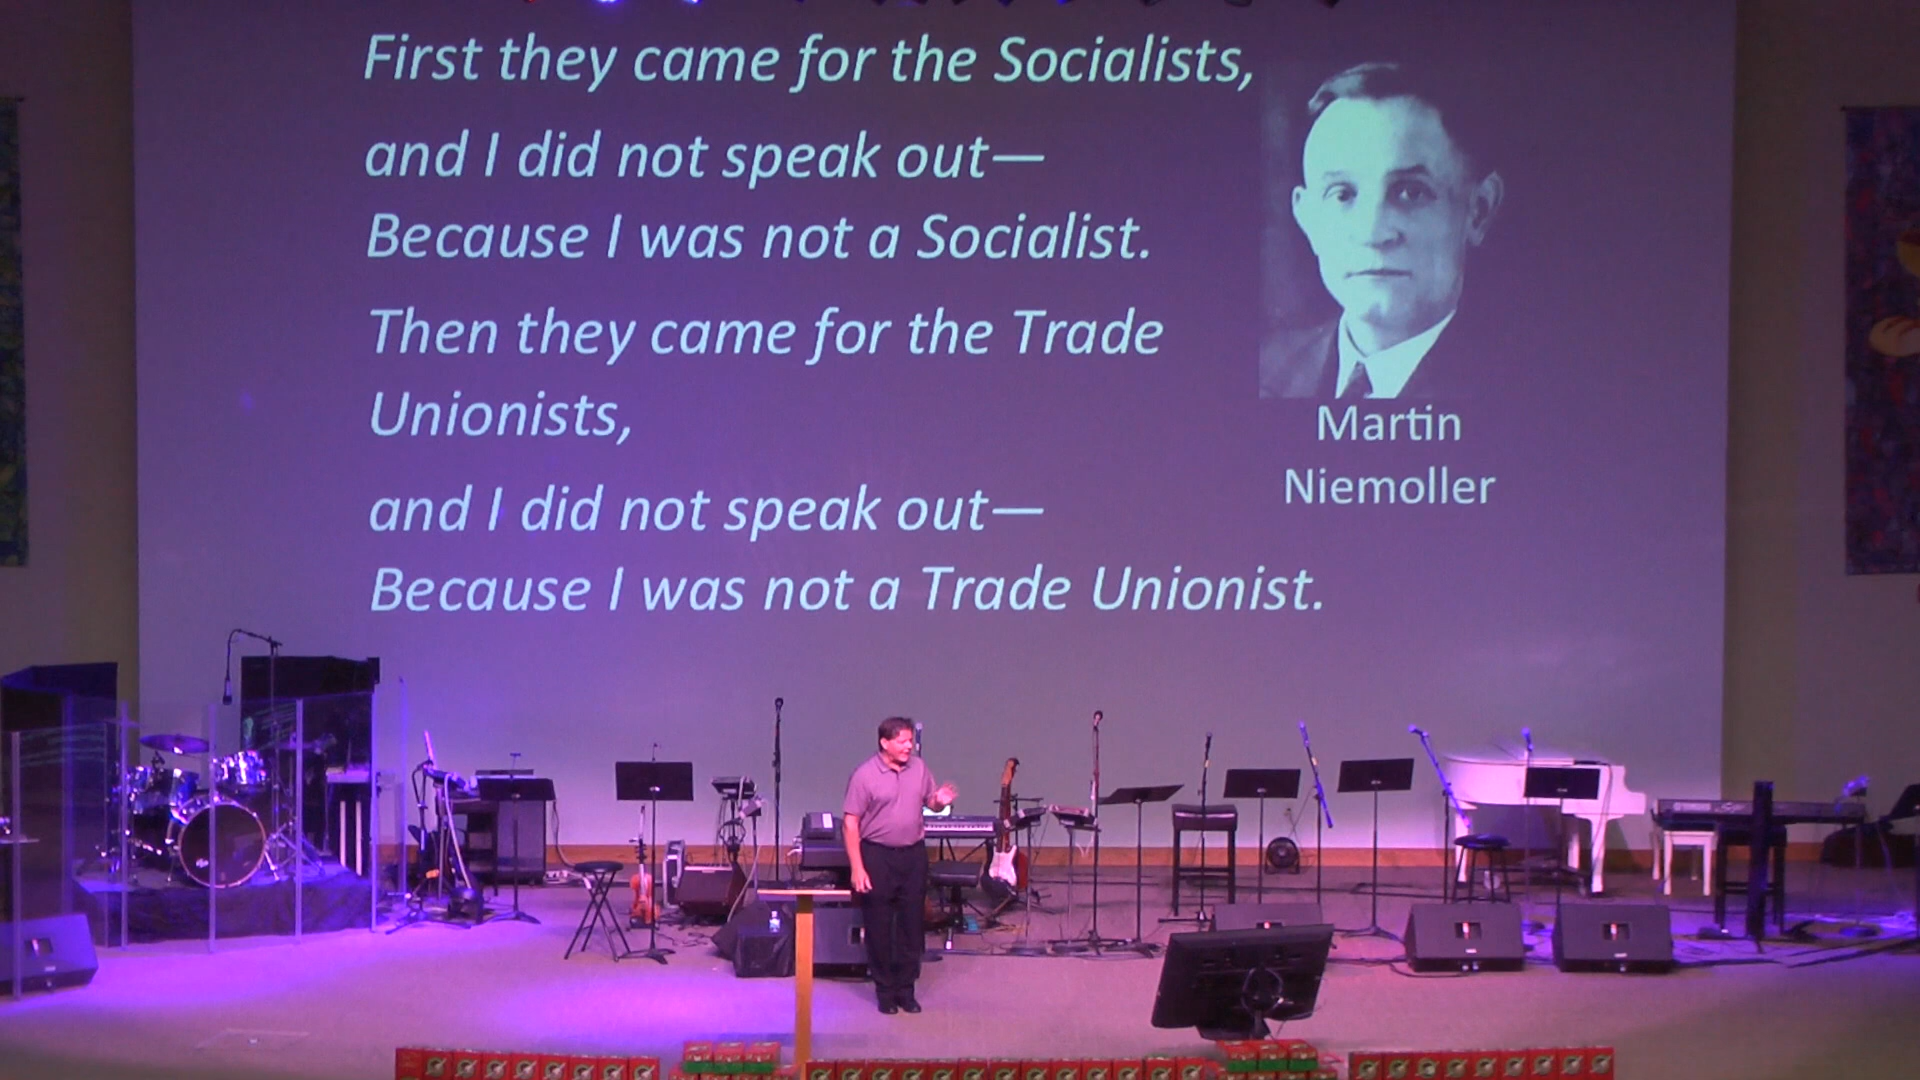 First they came for the Socialists,
and I did not speak out—
Because I was not a Socialist.
Then they came for the Trade
Unionists,
and I did not speak out—
Because I was not a Trade Unionist.
Martin
Niemoller